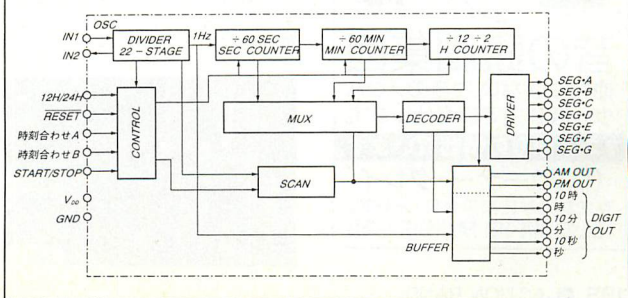 OSC
IN1
IN2
DIVIDER
22-STAGE
1Hz
÷60 SEC
SEC COUNTER
÷60 MIN
MIN COUNTER
÷12 ÷2
H COUNTER
12H/24H
RESET
時刻合わせA
時刻合わせB
START/STOP
VDD
GND
CONTROL
MUX
DECODER
DRIVER
SCAN
BUFFER
SEG•A
SEG•B
SEG•C
SEG•D
SEG•E
SEG•F
SEG•G
AM OUT
PM OUT
10時
時
10分
分
10秒
秒
DIGIT
OUT